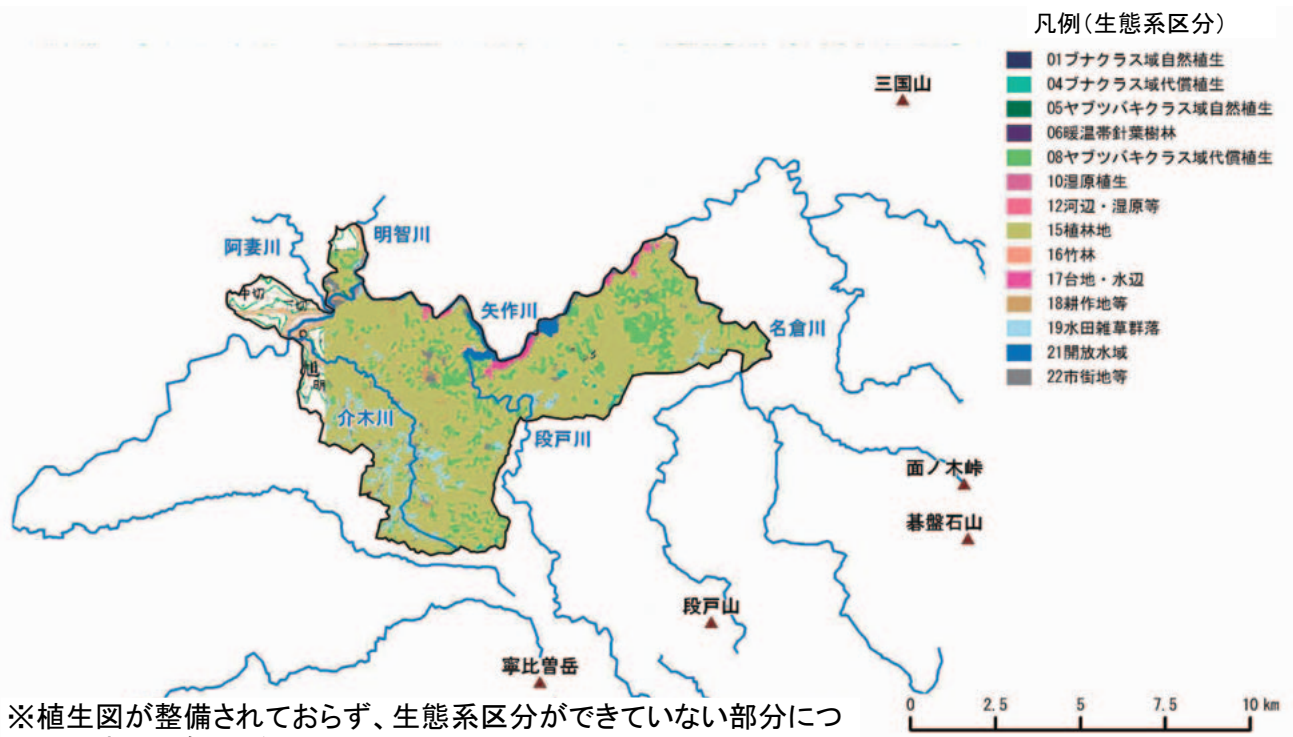 凡例(生態系区分)
01ブナクラス域自然植生
04ブナクラス域代償植生
05ヤブツバキクラス域自然植生
06暖温帯針葉樹林
08ヤブツバキクラス域代償植生
10湿原植生
12河辺・湿原等
15植林地
16竹林
17台地・水辺
18耕作地等
19水田雑草群落
21開放水域
22市街地等
三国山
阿妻川
明智川
矢作川
名倉川
介木川
段戸川
面ノ木峠
碁盤石山
段戸山
寧比曽岳
0 2.5 5 7.5 10 km
※植生図が整備されておらず、生態系区分ができていない部分につ